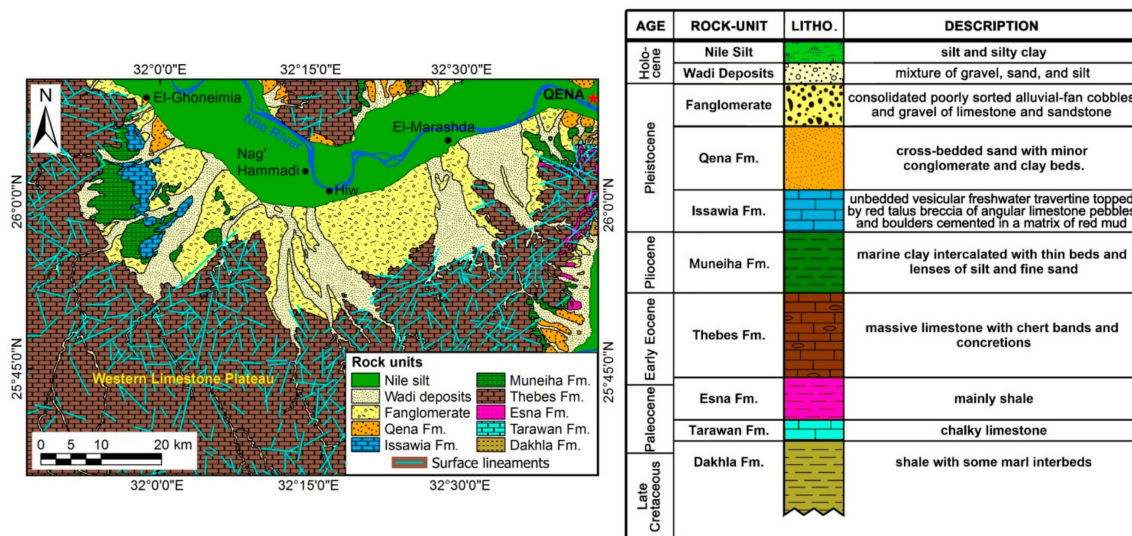 32°0'0"E 32°15'0"E 32°30'0"E
N
El-Ghoneimia
QENA
Nile River
El-Marashda
Nag'
Hammadi
Hiw
26°0'0"N
26°0'0"N
25°45'0"N
25°45'0"N
Western Limestone Plateau
0 5 10 20 km
Rock units
Nile silt
Wadi deposits
Fanglomerate
Qena Fm.
Issawia Fm.
Muneiha Fm.
Thebes Fm.
Esna Fm.
Tarawan Fm.
Dakhla Fm.
Surface lineaments
32°0'0"E 32°15'0"E 32°30'0"E
AGE ROCK-UNIT LITHO. DESCRIPTION
Holo-
cene
Nile Silt silt and silty clay
Wadi Deposits mixture of gravel, sand, and silt
Pleistocene
Fanglomerate consolidated poorly sorted alluvial-fan cobbles
and gravel of limestone and sandstone
Qena Fm. cross-bedded sand with minor
conglomerate and clay beds.
Issawia Fm. unbedded vesicular freshwater travertine topped
by red talus breccia of angular limestone pebbles
and boulders cemented in a matrix of red mud
Pliocene
Muneiha Fm. marine clay intercalated with thin beds and
lenses of silt and fine sand
Early Eocene
Thebes Fm. massive limestone with chert bands and
concretions
Paleocene
Esna Fm. mainly shale
Tarawan Fm. chalky limestone
Late
Cretaceous
Dakhla Fm. shale with some marl interbeds